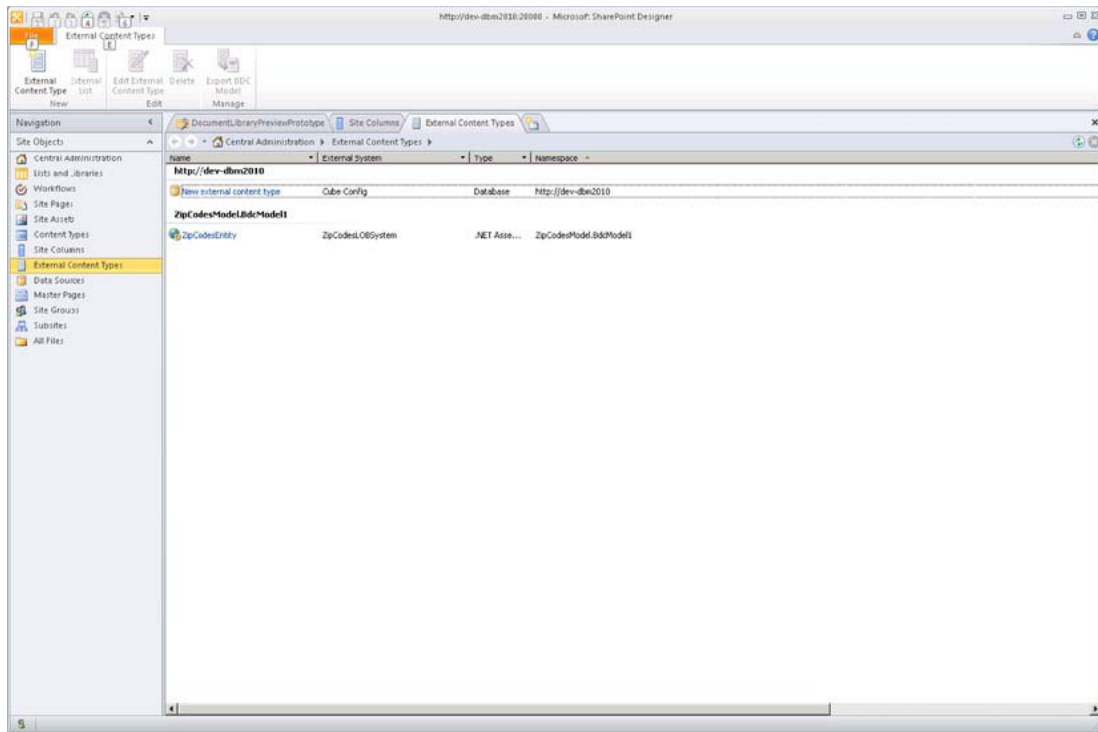 http://dev-dbm2010:20000 - Microsoft SharePoint Designer
File External Content Types
F E
External Content Type
External List
Edit External Content Type
Delete
Export BDC Model
New Edit Manage
Navigation
DocumentLibraryPreviewPrototype Site Columns External Content Types
Site Objects
Central Administration External Content Types
Name External System Type Namespace
Central Administration
Lists and Libraries
Workflows
Site Pages
Site Assets
Content Types
Site Columns
External Content Types
Data Sources
Master Pages
Site Groups
Subsites
All Files
http://dev-dbm2010
New external content type Cube Config Database http://dev-dbm2010
ZipCodesModel.BdcModel1
ZipCodesEntity ZipCodesLOBSystem .NET Asse... ZipCodesModel.BdcModel1